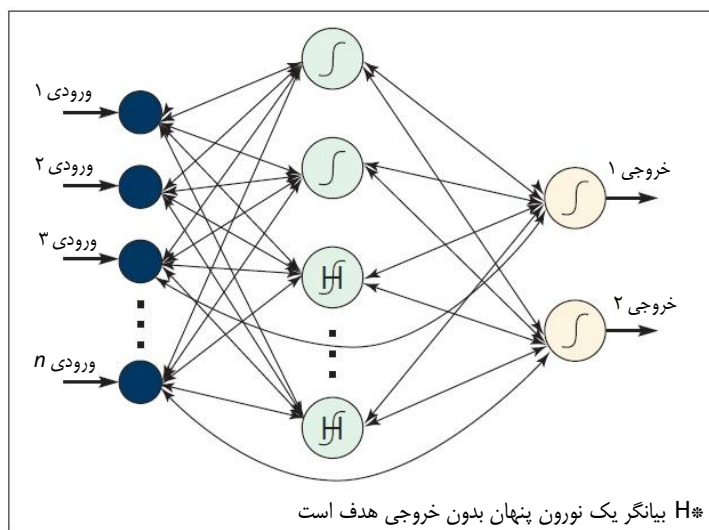 ورودی ۱
ورودی ۲
ورودی ۳
ورودی n
H
H
خروجی ۱
خروجی ۲
*H بیانگر یک نورون پنهان بدون خروجی هدف است